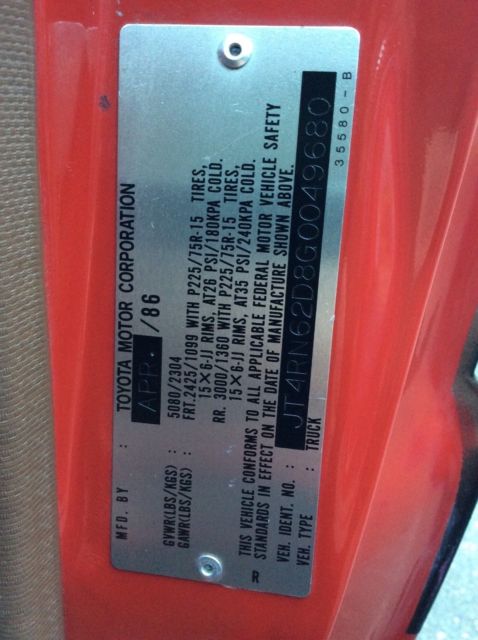 MFD. BY : TOYOTA MOTOR CORPORATION
APR. /86
GVWR(LBS/KGS) : 5080/2304
GAWR(LBS/KGS) : FRT. 2425/1099 WITH P225/75R-15 TIRES,
15×6-JJ RIMS, AT26 PSI/180KPA COLD.
RR. 3000/1360 WITH P225/75R-15 TIRES,
15×6-JJ RIMS, AT35 PSI/240KPA COLD.
THIS VEHICLE CONFORMS TO ALL APPLICABLE FEDERAL MOTOR VEHICLE SAFETY
STANDARDS IN EFFECT ON THE DATE OF MANUFACTURE SHOWN ABOVE.
VEH. IDENT. NO. : JT4RN62D8G0049680
VEH. TYPE : TRUCK
R
35580-B